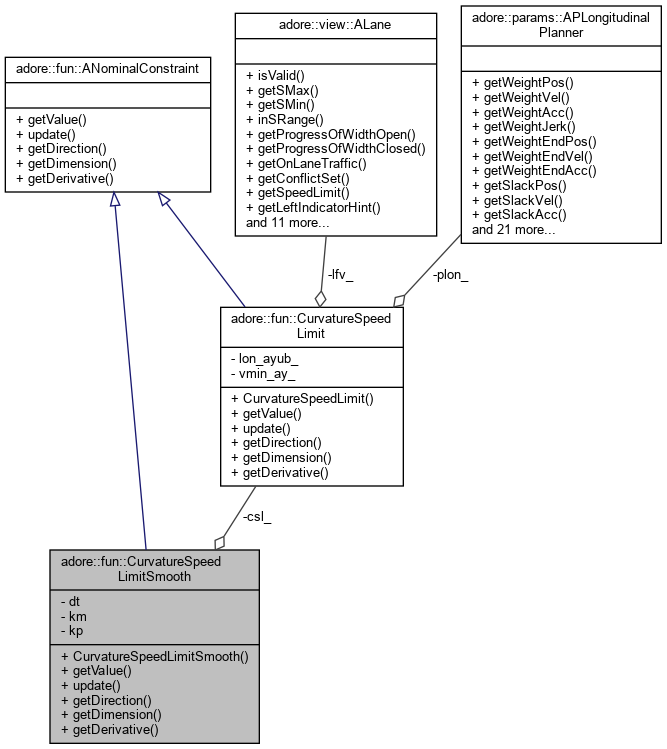 adore::fun::ANominalConstraint
+ getValue()
+ update()
+ getDirection()
+ getDimension()
+ getDerivative()
adore::view::ALane
+ isValid()
+ getSMax()
+ getSMin()
+ inSRange()
+ getProgressOfWidthOpen()
+ getProgressOfWidthClosed()
+ getOnLaneTraffic()
+ getConflictSet()
+ getSpeedLimit()
+ getLeftIndicatorHint()
and 11 more...
adore::params::APLongitudinal
Planner
+ getWeightPos()
+ getWeightVel()
+ getWeightAcc()
+ getWeightJerk()
+ getWeightEndPos()
+ getWeightEndVel()
+ getWeightEndAcc()
+ getSlackPos()
+ getSlackVel()
+ getSlackAcc()
and 21 more...
-lfv_
-plon_
adore::fun::CurvatureSpeed
Limit
- lon_ayub_
- vmin_ay_
+ CurvatureSpeedLimit()
+ getValue()
+ update()
+ getDirection()
+ getDimension()
+ getDerivative()
-csl_
adore::fun::CurvatureSpeed
LimitSmooth
- dt
- km
- kp
+ CurvatureSpeedLimitSmooth()
+ getValue()
+ update()
+ getDirection()
+ getDimension()
+ getDerivative()